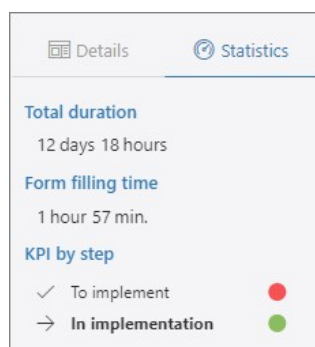 Details Statistics
Total duration
12 days 18 hours
Form filling time
1 hour 57 min.
KPI by step
To implement
In implementation